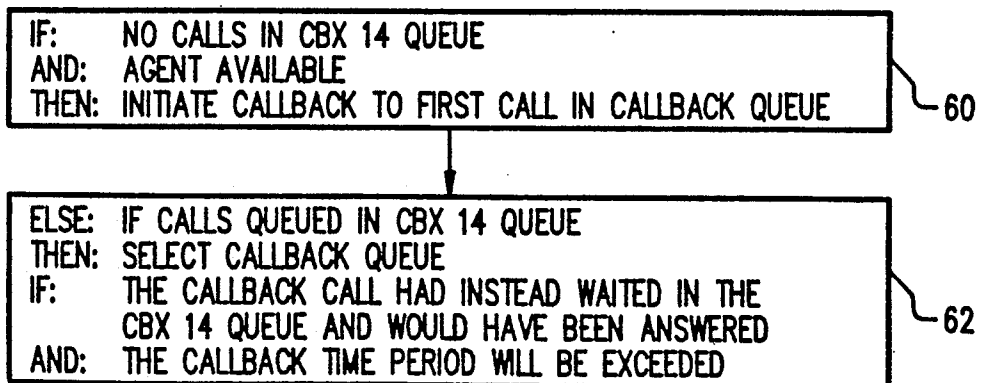 IF: NO CALLS IN CBX 14 QUEUE
AND: AGENT AVAILABLE
THEN: INITIATE CALLBACK TO FIRST CALL IN CALLBACK QUEUE
60
ELSE: IF CALLS QUEUED IN CBX 14 QUEUE
THEN: SELECT CALLBACK QUEUE
IF: THE CALLBACK CALL HAD INSTEAD WAITED IN THE
CBX 14 QUEUE AND WOULD HAVE BEEN ANSWERED
62
AND: THE CALLBACK TIME PERIOD WILL BE EXCEEDED